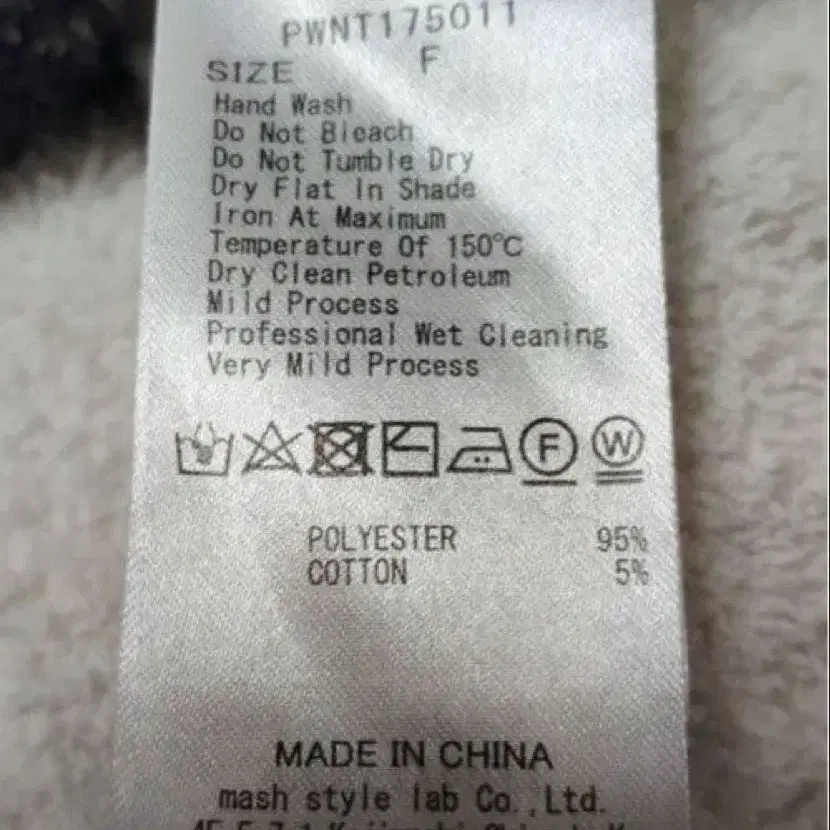 PWNT175011
SIZE F
Hand Wash
Do Not Bleach
Do Not Tumble Dry
Dry Flat In Shade
Iron At Maximum
Temperature Of 150℃
Dry Clean Petroleum
Mild Process
Professional Wet Cleaning
Very Mild Process
F W
POLYESTER 95%
COTTON 5%
MADE IN CHINA
mash style lab Co.,Ltd.